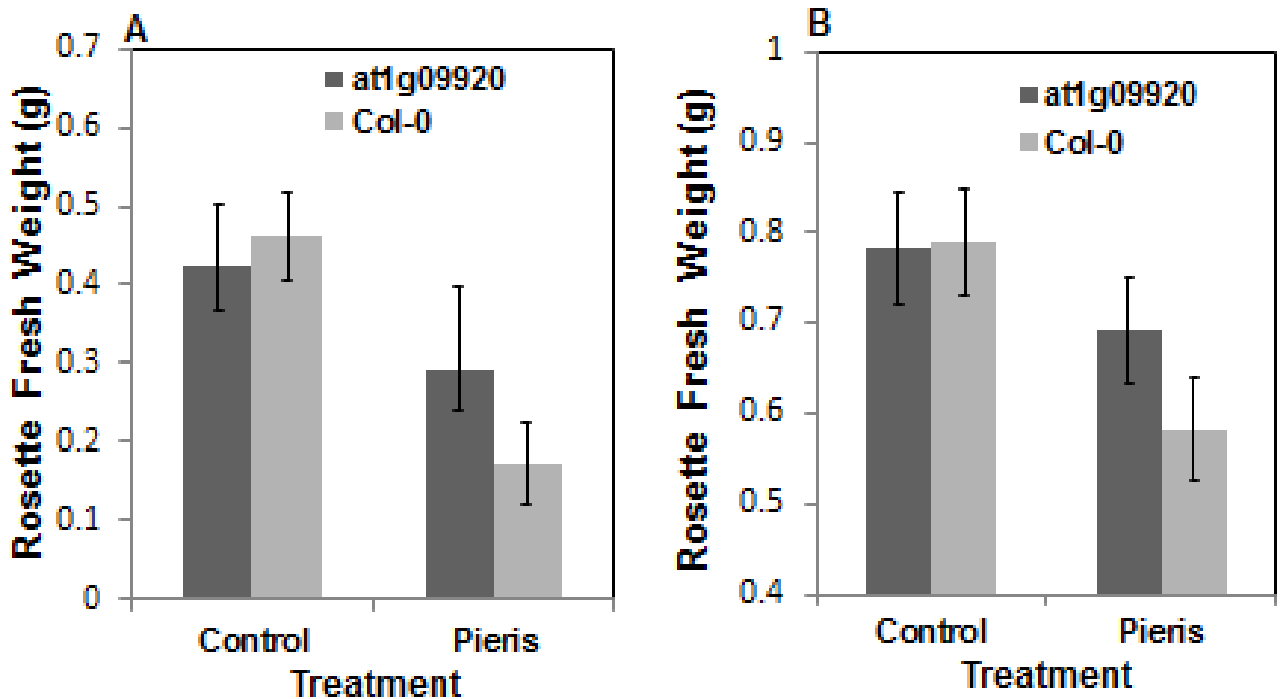 A
Rosette Fresh Weight (g)
0.7
0.6
0.5
0.4
0.3
0.2
0.1
0
at1g09920
Col-0
Control
Pieris
Treatment
B
Rosette Fresh Weight (g)
1
0.9
0.8
0.7
0.6
0.5
0.4
at1g09920
Col-0
Control
Pieris
Treatment